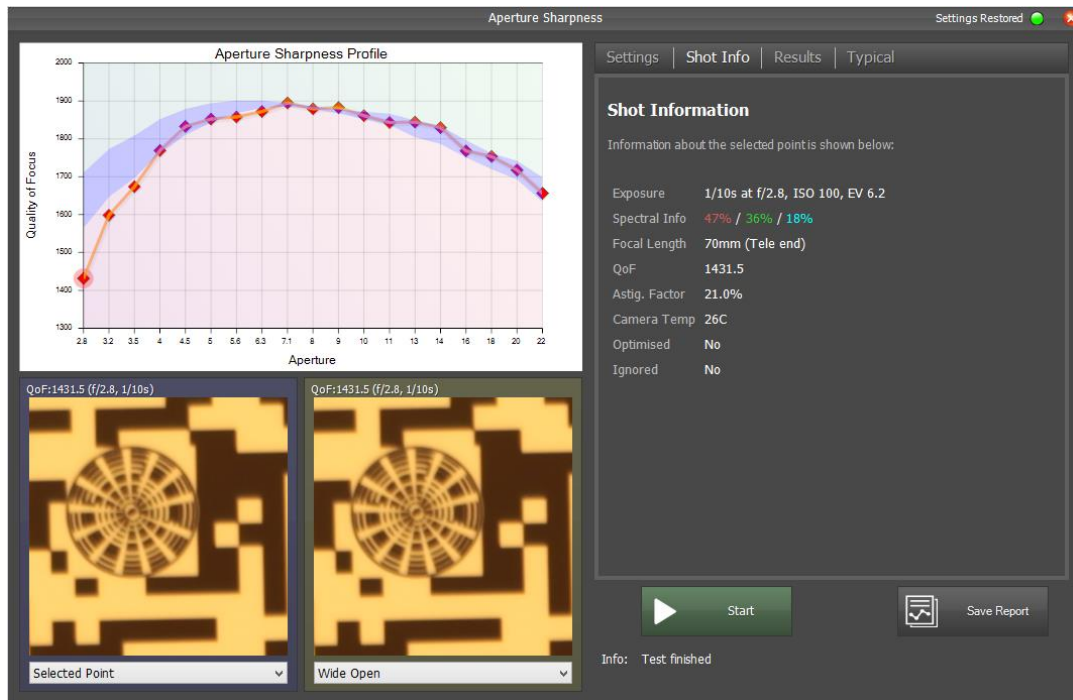 Aperture Sharpness
Settings Restored
Aperture Sharpness Profile
2000
1900
1800
1700
1600
1500
1400
1300
Quality of Focus
2.8 3.2 3.5 4 4.5 5 5.6 6.3 7.1 8 9 10 11 13 14 16 18 20 22
Aperture
QoF:1431.5 (f/2.8, 1/10s)
Selected Point
QoF:1431.5 (f/2.8, 1/10s)
Wide Open
Settings Shot Info Results Typical
Shot Information
Information about the selected point is shown below:
Exposure 1/10s at f/2.8, ISO 100, EV 6.2
Spectral Info 47% / 36% / 18%
Focal Length 70mm (Tele end)
QoF 1431.5
Astig. Factor 21.0%
Camera Temp 26C
Optimised No
Ignored No
Start
Save Report
Info: Test finished